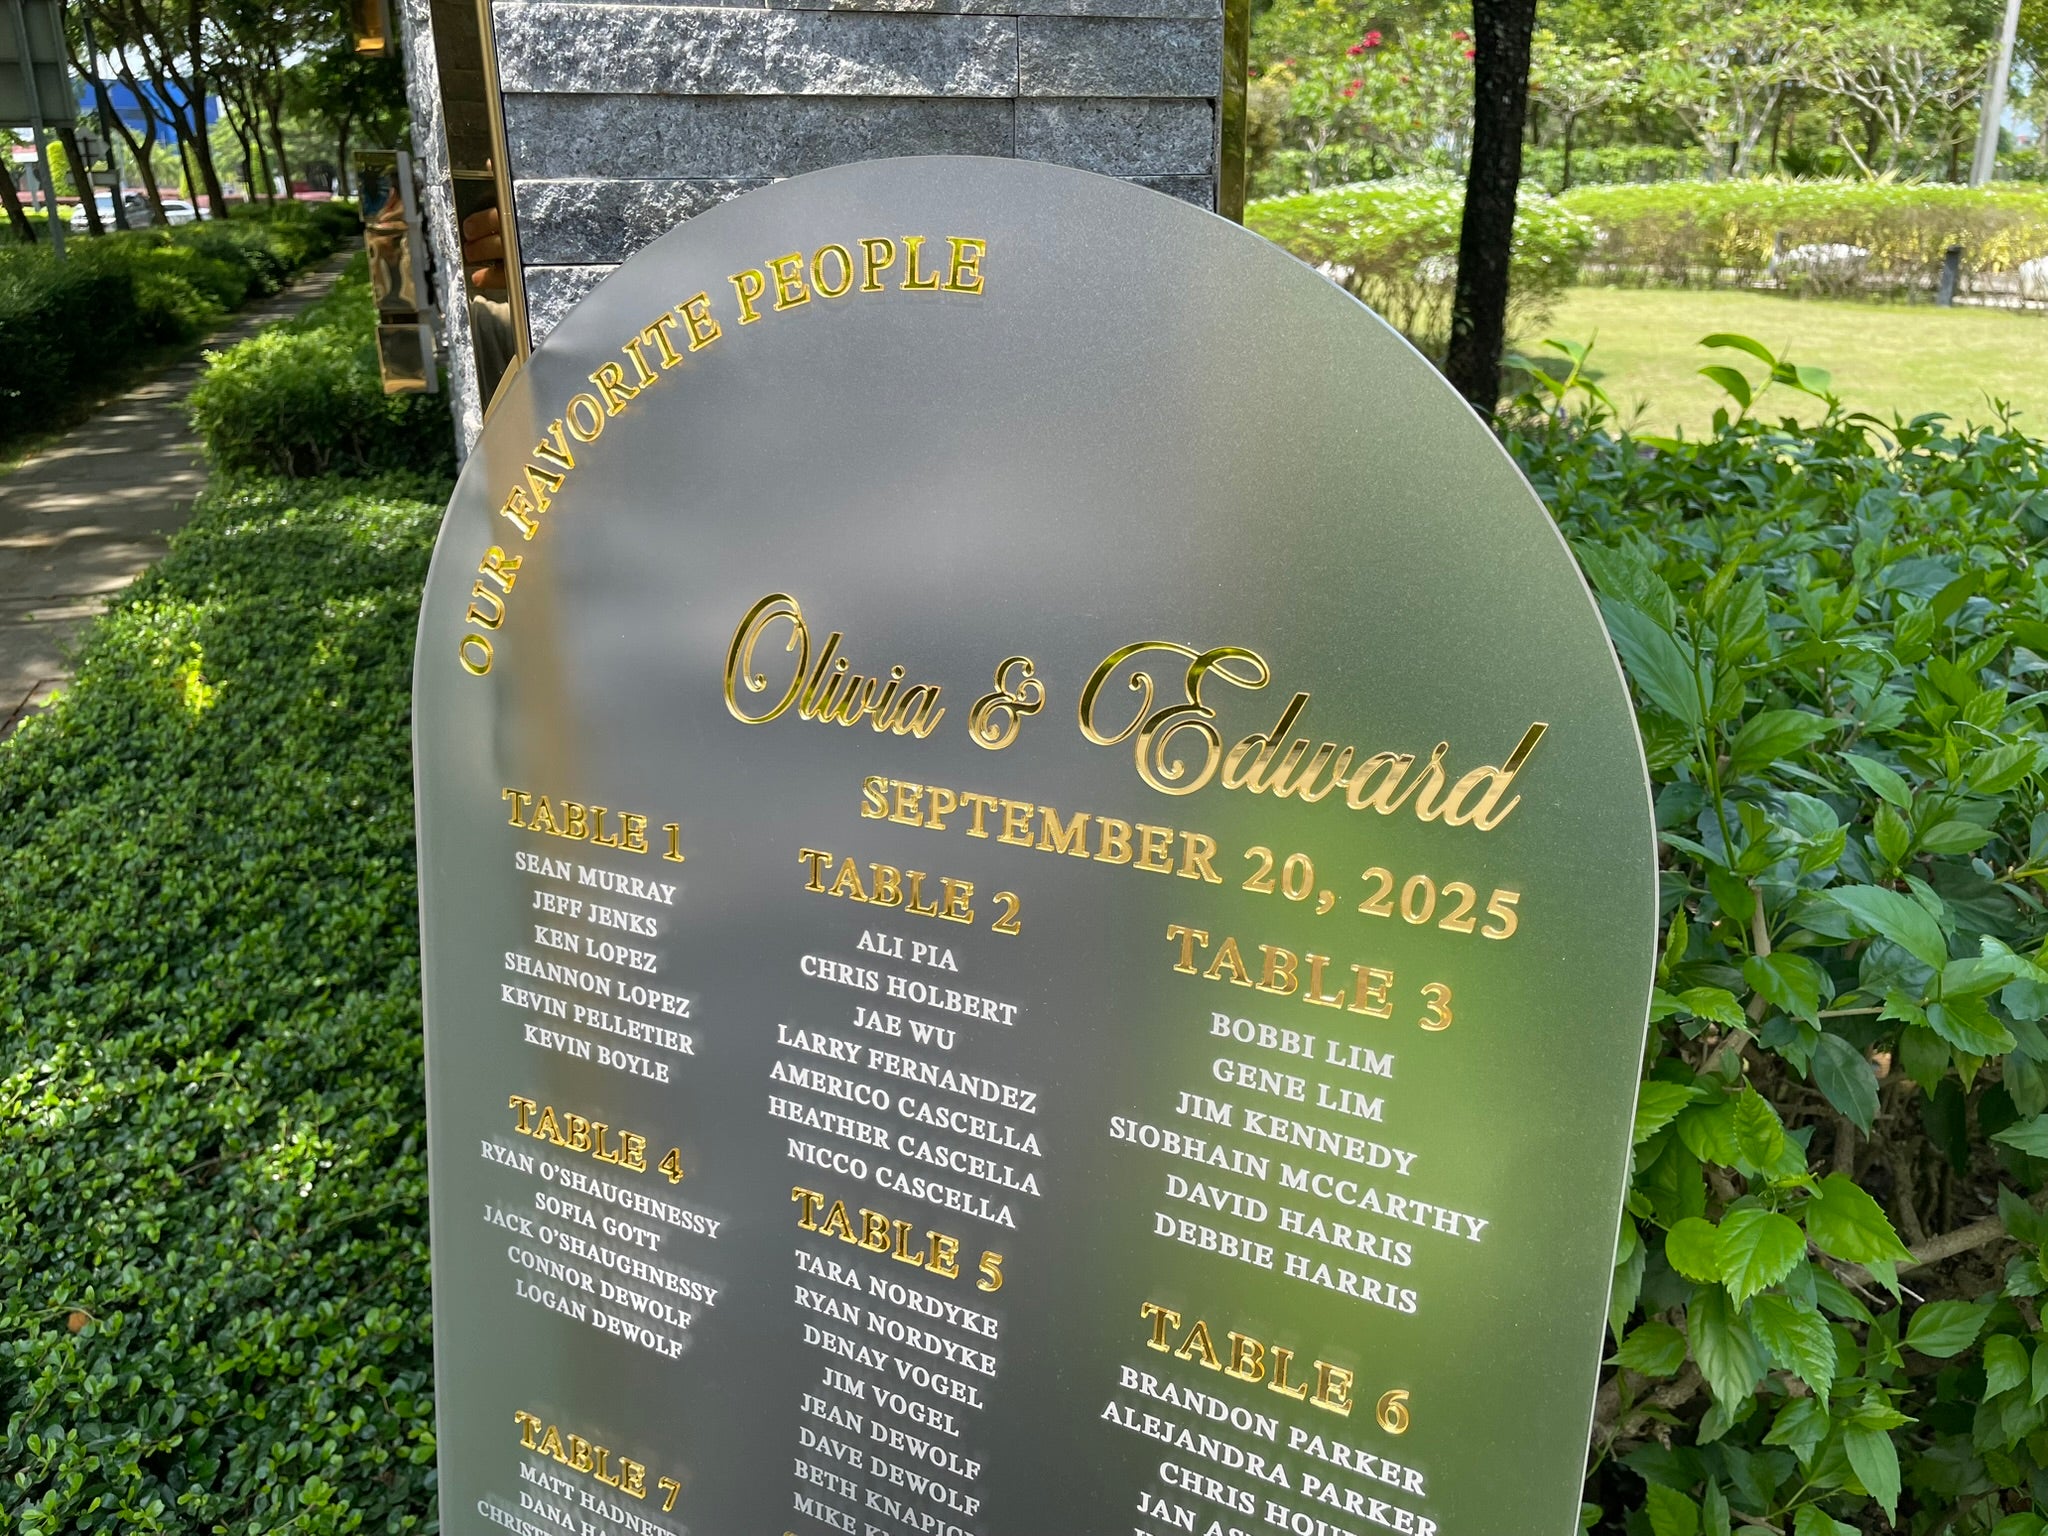 OUR FAVORITE PEOPLE
Olivia & Edward
SEPTEMBER 20, 2025
TABLE 1
SEAN MURRAY
JEFF JENKS
KEN LOPEZ
SHANNON LOPEZ
KEVIN PELLETIER
KEVIN BOYLE
TABLE 2
ALI PIA
CHRIS HOLBERT
JAE WU
LARRY FERNANDEZ
AMERICO CASCELLA
HEATHER CASCELLA
NICCO CASCELLA
TABLE 3
BOBBI LIM
GENE LIM
JIM KENNEDY
SIOBHAIN MCCARTHY
DAVID HARRIS
DEBBIE HARRIS
TABLE 4
RYAN O'SHAUGHNESSY
SOFIA GOTT
JACK O'SHAUGHNESSY
CONNOR DEWOLF
LOGAN DEWOLF
TABLE 5
TARA NORDYKE
RYAN NORDYKE
DENAY VOGEL
JIM VOGEL
JEAN DEWOLF
DAVE DEWOLF
BETH
MIKE
TABLE 6
BRANDON PARKER
ALEJANDRA PARKER
CHRIS
JAN
TABLE 7
MATT
DANA